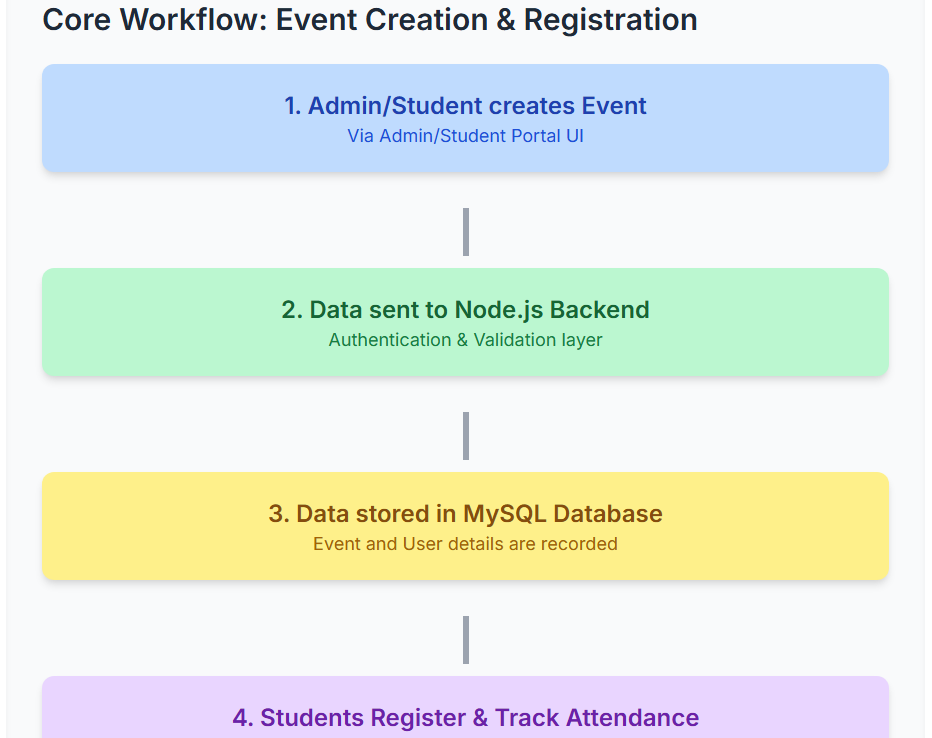 Core Workflow: Event Creation & Registration
1. Admin/Student creates Event
Via Admin/Student Portal UI
2. Data sent to Node.js Backend
Authentication & Validation layer
3. Data stored in MySQL Database
Event and User details are recorded
4. Students Register & Track Attendance